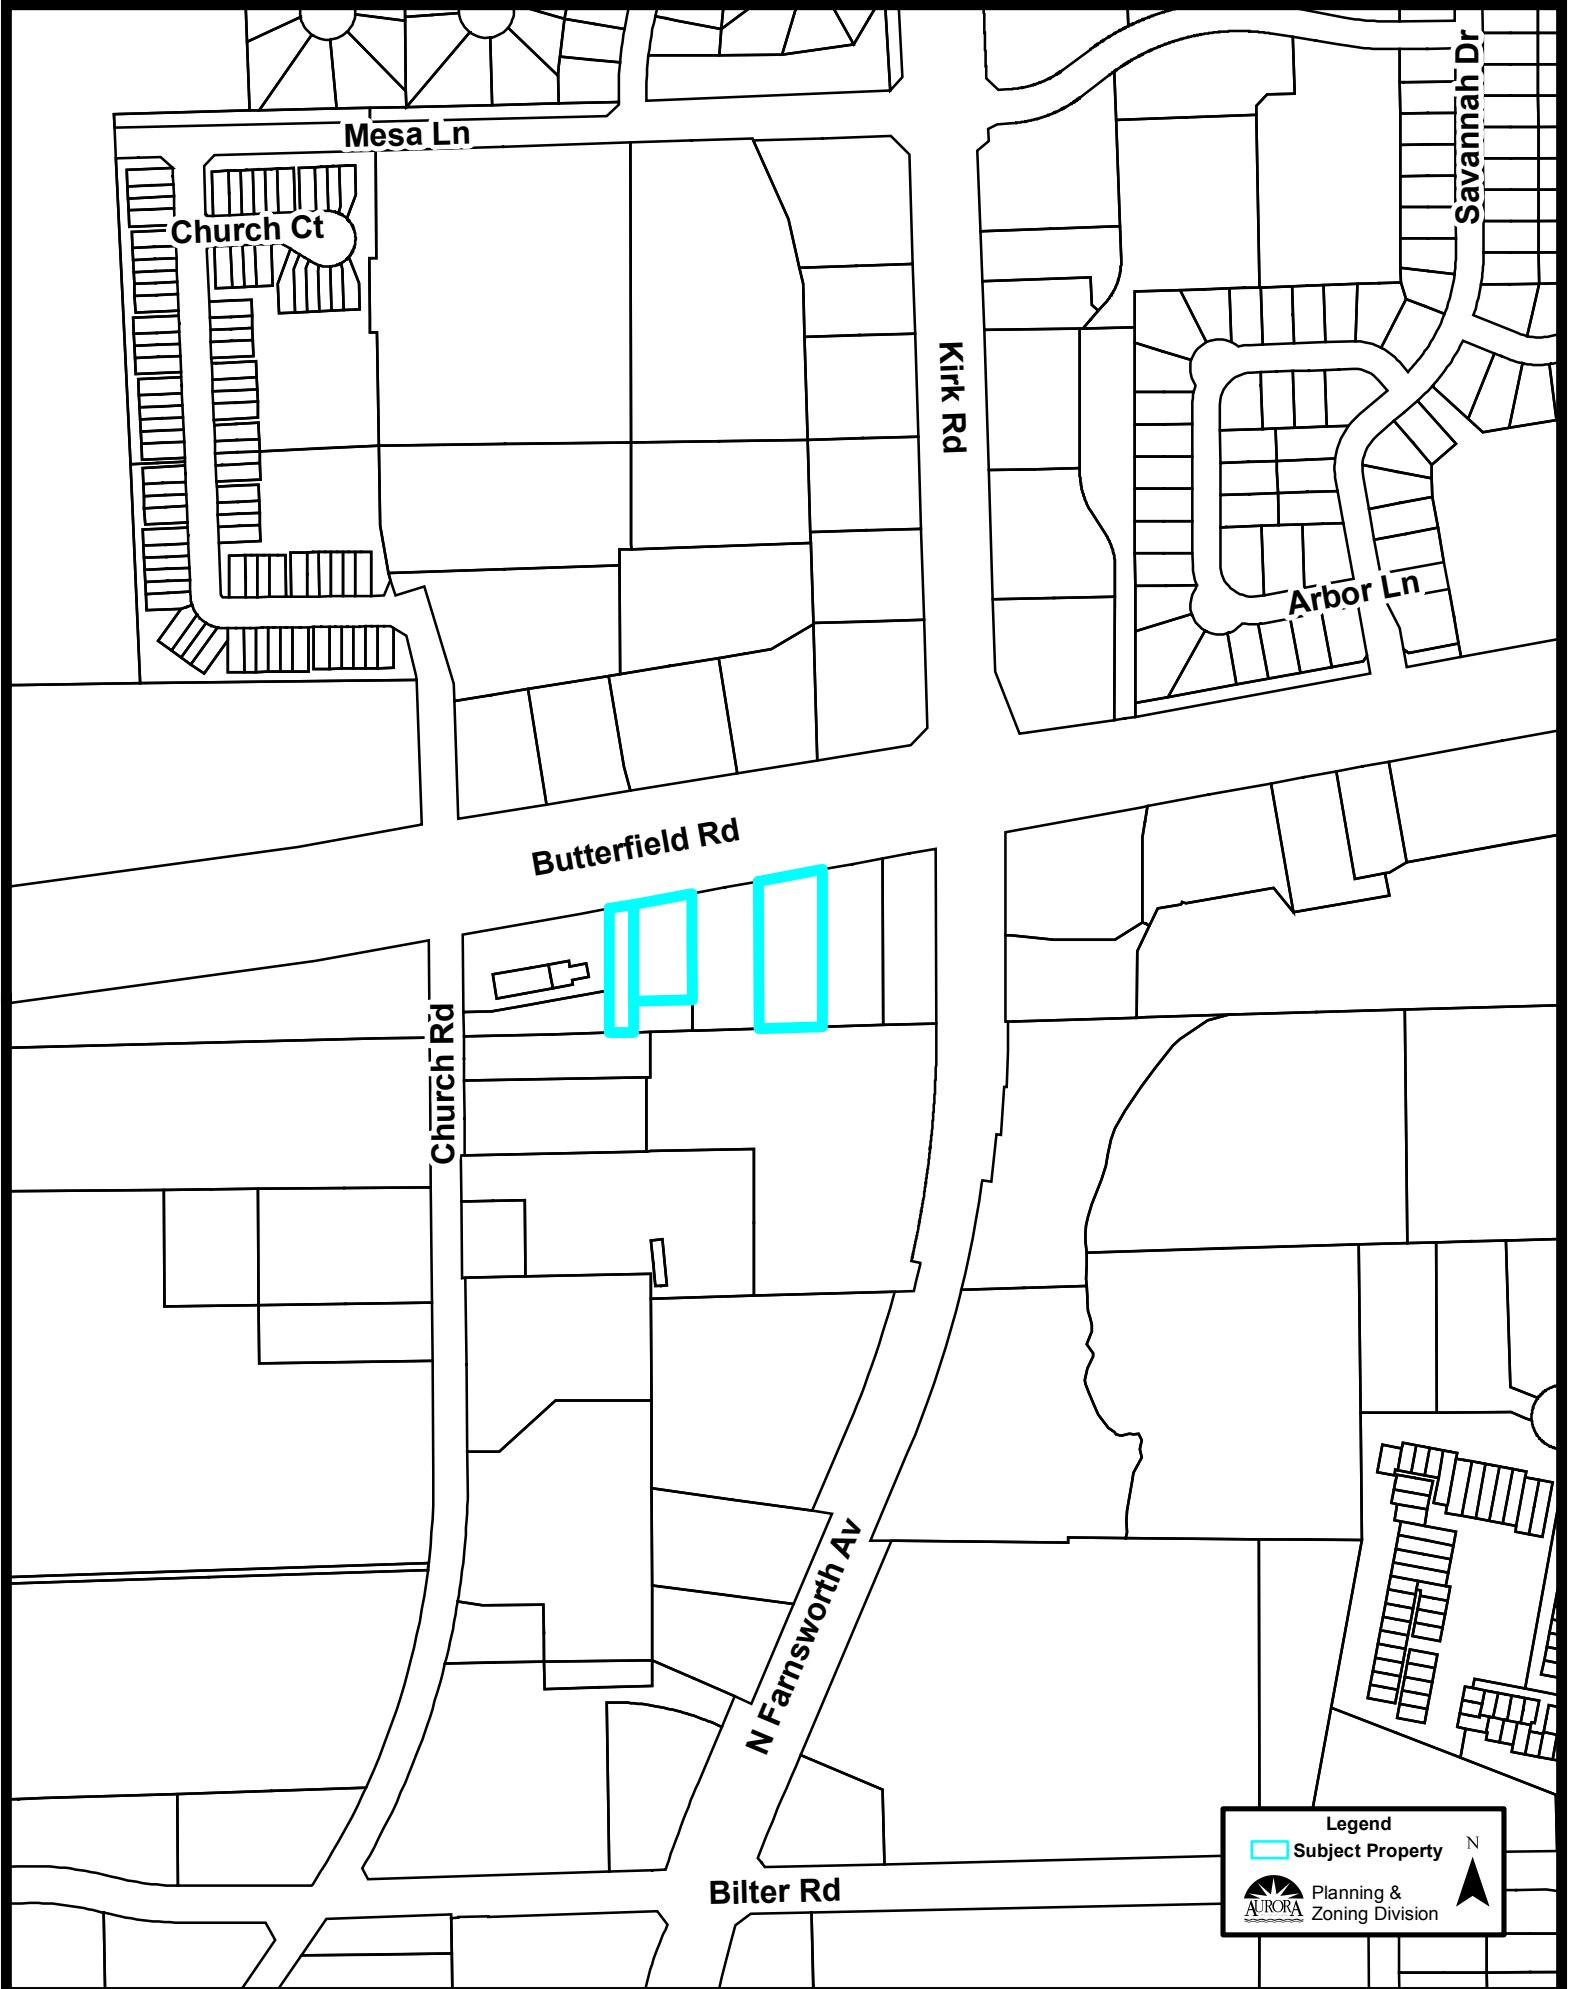 Savannah Dr
Mesa Ln
Church Ct
Kirk Rd
Arbor Ln
Butterfield Rd
Church Rd
N Farnsworth Av
Bilter Rd
Legend
Subject Property
N
AURORA
Planning &
Zoning Division